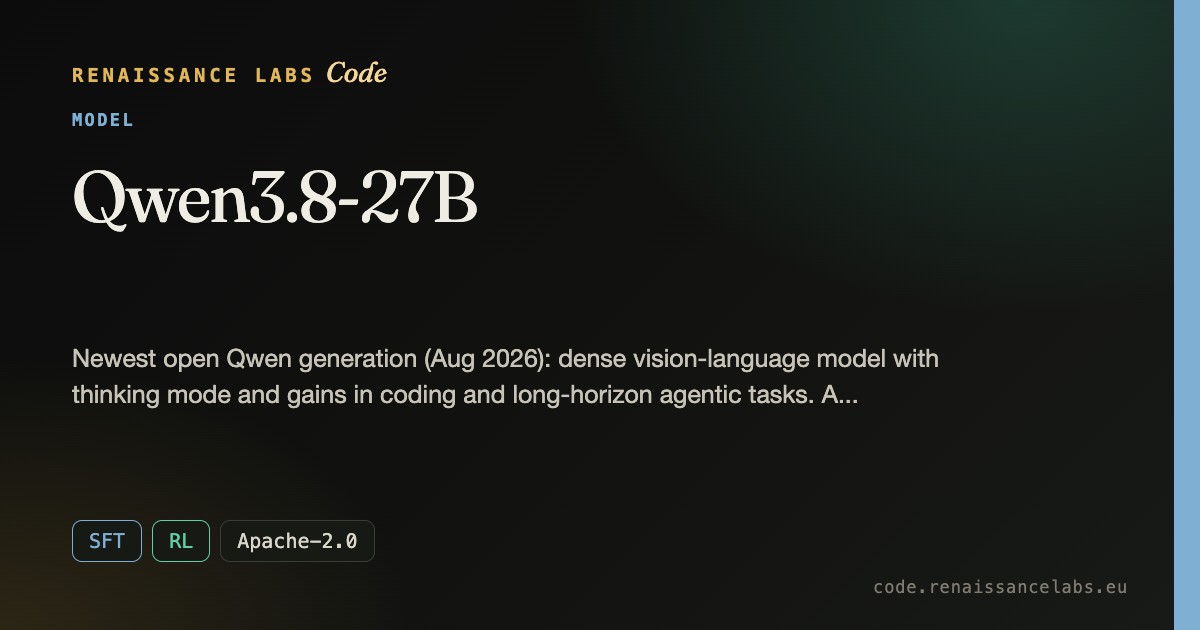 RENAISSANCE LABS Code
MODEL
Qwen3.8-27B
Newest open Qwen generation (Aug 2026): dense vision-language model with
thinking mode and gains in coding and long-horizon agentic tasks. A...
SFT RL Apache-2.0
code.renaissancelabs.eu